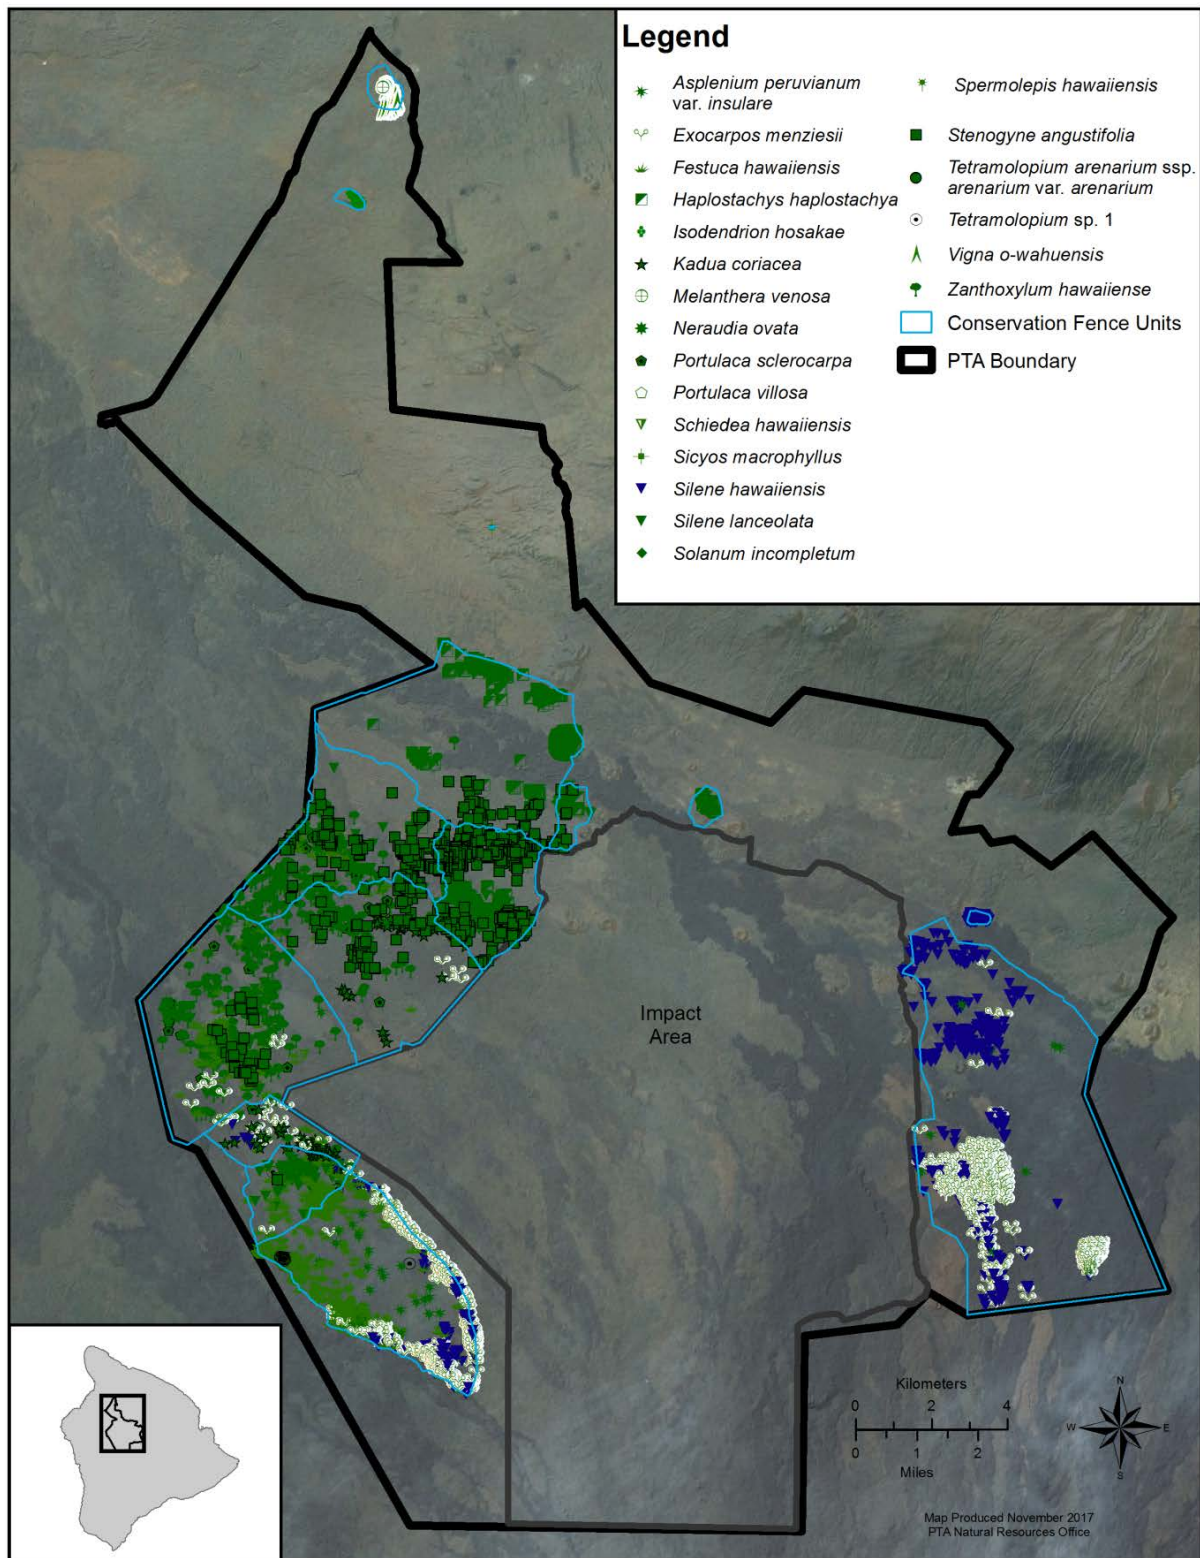 Legend
Asplenium peruvianum
var. insulare
Exocarpos menziesii
Festuca hawaiiensis
Haplostachys haplostachya
Isodendrion hosakae
Kadua coriacea
Melanthera venosa
Neraudia ovata
Portulaca sclerocarpa
Portulaca villosa
Schiedea hawaiiensis
Sicyos macrophyllus
Silene hawaiiensis
Silene lanceolata
Solanum incompletum
Spermolepis hawaiiensis
Stenogyne angustifolia
Tetramolopium arenarium ssp.
arenarium var. arenarium
Tetramolopium sp. 1
Vigna o-wahuensis
Zanthoxylum hawaiiense
Conservation Fence Units
PTA Boundary
Impact
Area
Kilometers
0 2 4
0 1 2
Miles
N
W E
S
Map Produced November 2017
PTA Natural Resources Office